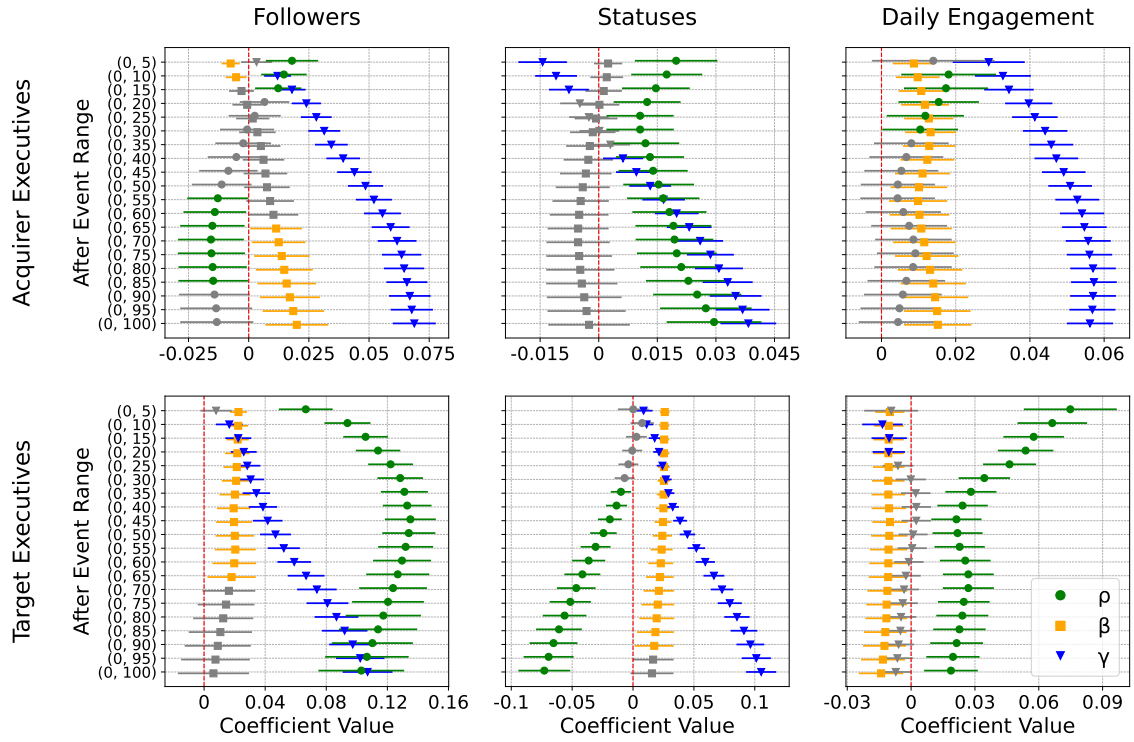 Followers
Statuses
Daily Engagement
Acquirer Executives
After Event Range
(0, 5)
(0, 10)
(0, 15)
(0, 20)
(0, 25)
(0, 30)
(0, 35)
(0, 40)
(0, 45)
(0, 50)
(0, 55)
(0, 60)
(0, 65)
(0, 70)
(0, 75)
(0, 80)
(0, 85)
(0, 90)
(0, 95)
(0, 100)
-0.025 0 0.025 0.05 0.075
-0.015 0 0.015 0.03 0.045
0 0.02 0.04 0.06
Target Executives
After Event Range
(0, 5)
(0, 10)
(0, 15)
(0, 20)
(0, 25)
(0, 30)
(0, 35)
(0, 40)
(0, 45)
(0, 50)
(0, 55)
(0, 60)
(0, 65)
(0, 70)
(0, 75)
(0, 80)
(0, 85)
(0, 90)
(0, 95)
(0, 100)
ρ
β
γ
0 0.04 0.08 0.12 0.16
-0.1 -0.05 0 0.05 0.1
-0.03 0 0.03 0.06 0.09
Coefficient Value
Coefficient Value
Coefficient Value